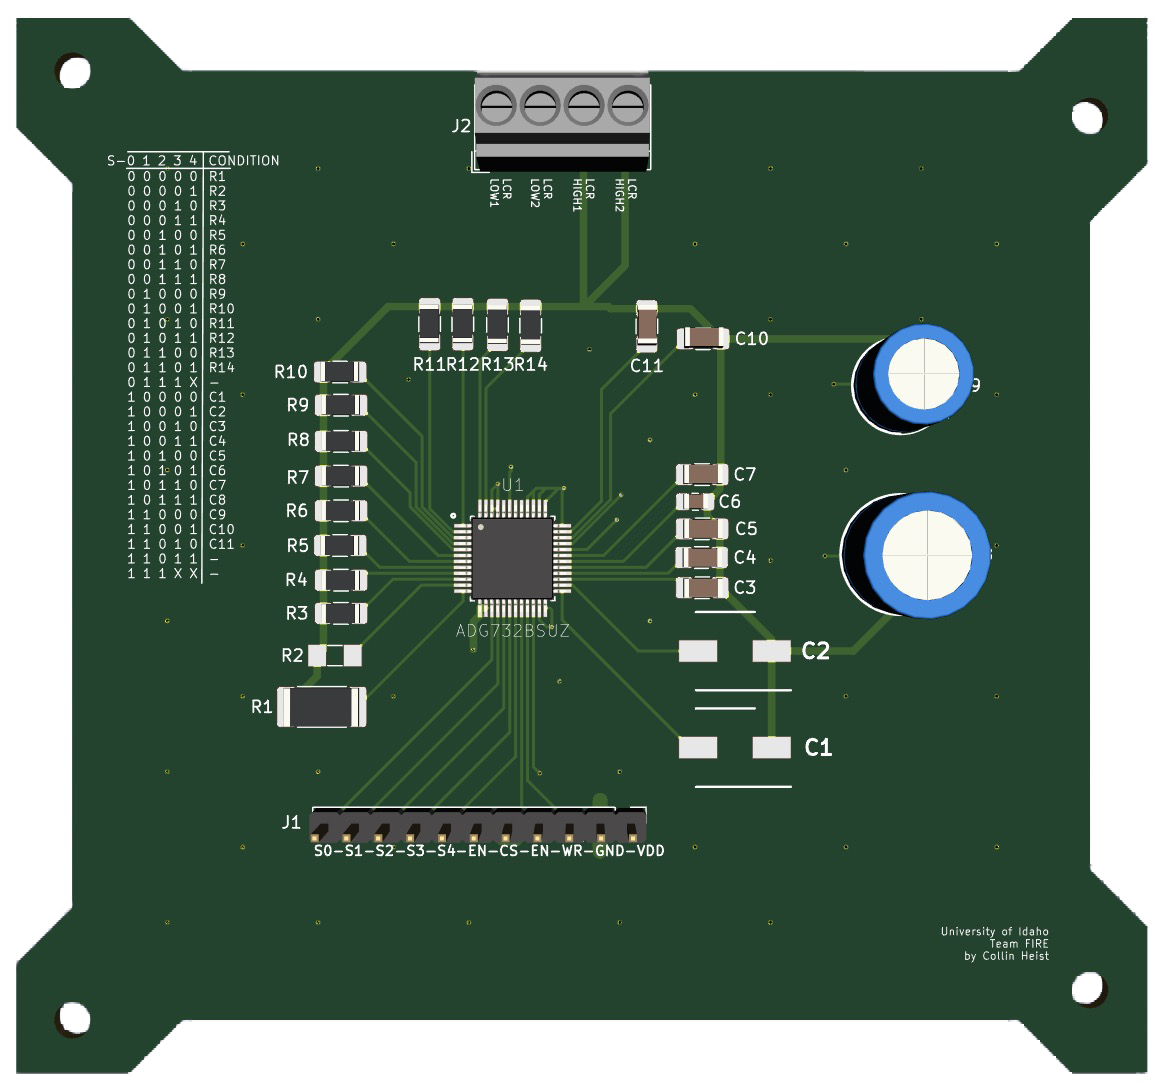 J2
LCR LOW1
LCR LOW2
LCR HIGH1
LCR HIGH2
S-0 1 2 3 4 CONDITION
0 0 0 0 0 R1
0 0 0 0 1 R2
0 0 0 1 0 R3
0 0 0 1 1 R4
0 0 1 0 0 R5
0 0 1 0 1 R6
0 0 1 1 0 R7
0 0 1 1 1 R8
0 1 0 0 0 R9
0 1 0 0 1 R10
0 1 0 1 0 R11
0 1 0 1 1 R12
0 1 1 0 0 R13
0 1 1 0 1 R14
0 1 1 1 X -
1 0 0 0 0 C1
1 0 0 0 1 C2
1 0 0 1 0 C3
1 0 0 1 1 C4
1 0 1 0 0 C5
1 0 1 0 1 C6
1 0 1 1 0 C7
1 0 1 1 1 C8
1 1 0 0 0 C9
1 1 0 0 1 C10
1 1 0 1 0 C11
1 1 0 1 1 -
1 1 1 X X -
R11 R12 R13 R14
C11
C10
9
R10
R9
R8
R7
R6
R5
R4
R3
R2
R1
U1
ADG732BSUZ
C7
C6
C5
C4
C3
C2
C1
J1
S0-S1-S2-S3-S4-EN-CS-EN-WR-GND-VDD
University of Idaho
Team FIRE
by Collin Heist